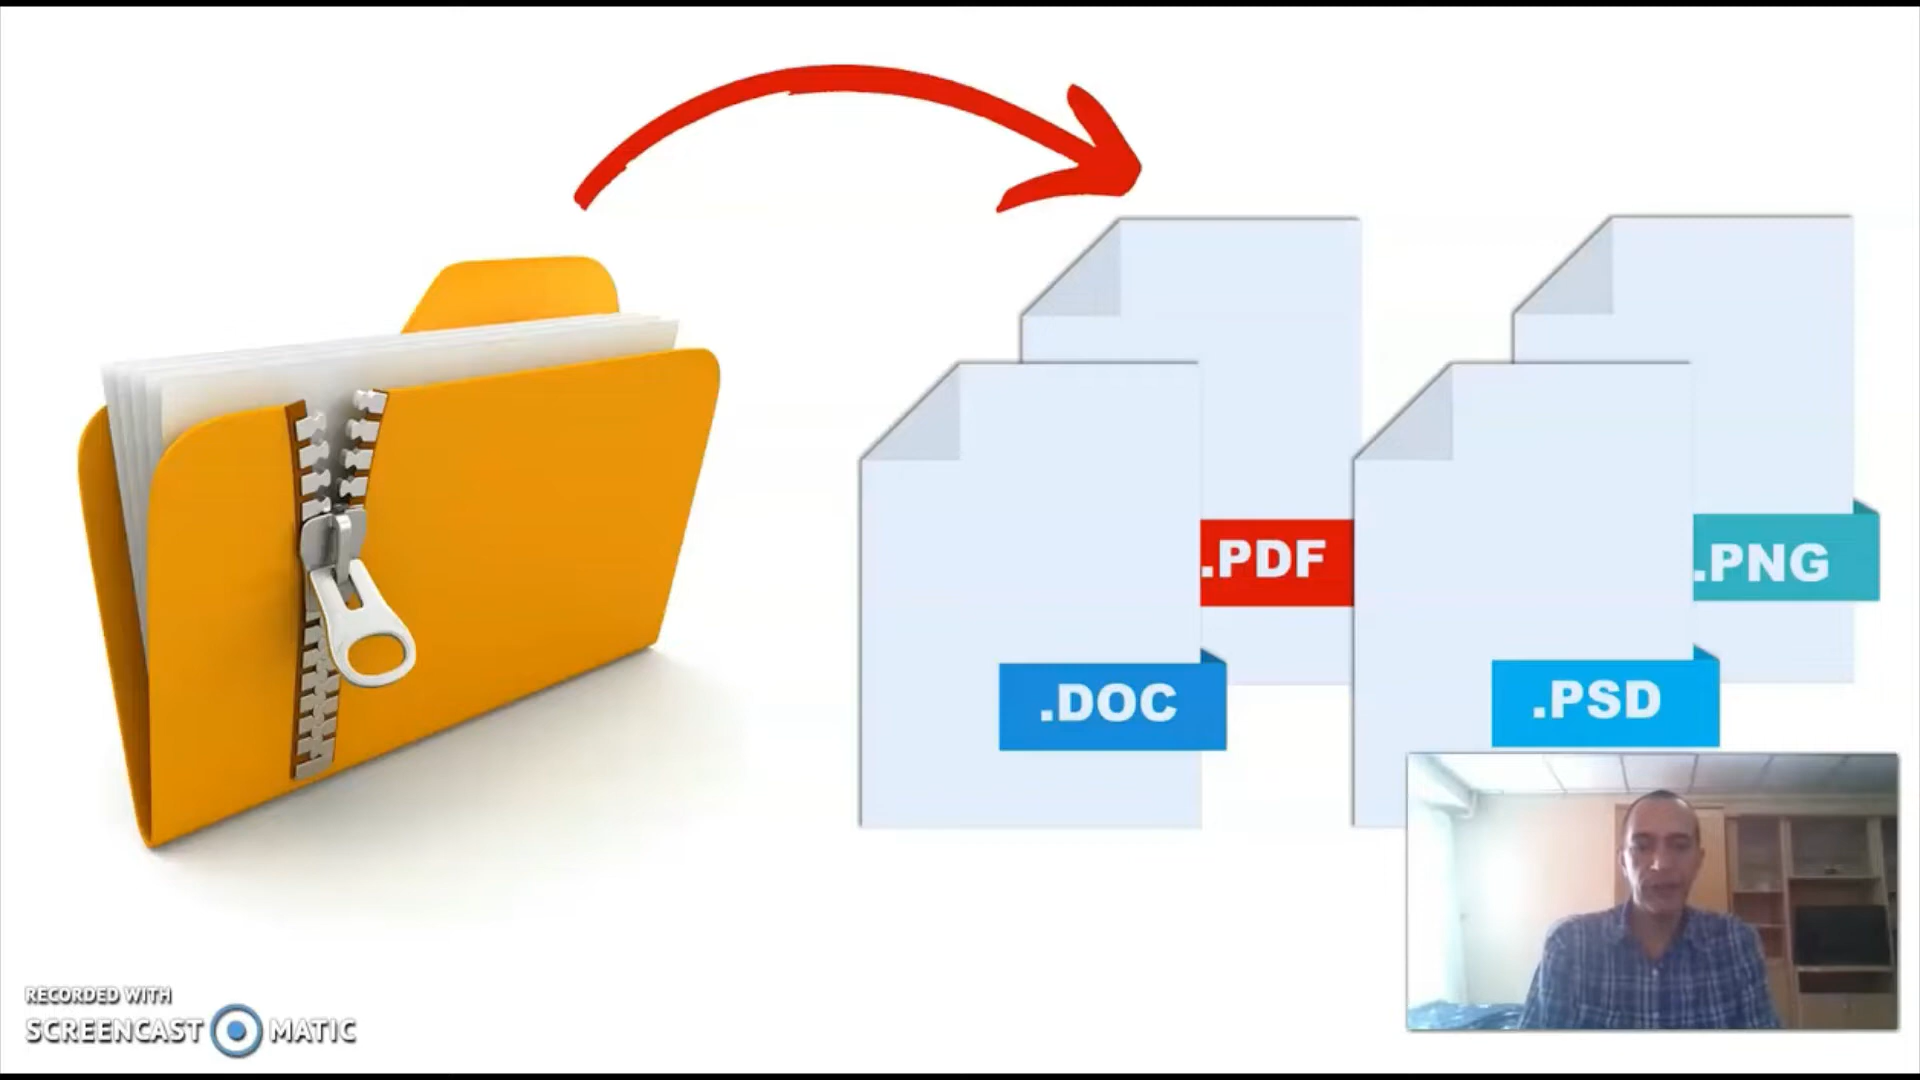 .PDF
.PNG
.DOC
.PSD
RECORDED WITH
SCREENCAST MATIC